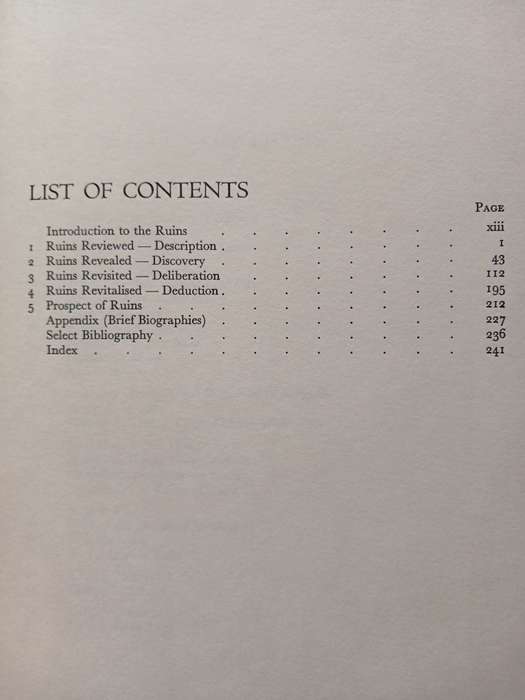 LIST OF CONTENTS
PAGE
Introduction to the Ruins . . . . . . . . xiii
1 Ruins Reviewed — Description . . . . . . . . 1
2 Ruins Revealed — Discovery . . . . . . . . 43
3 Ruins Revisited — Deliberation . . . . . . . 112
4 Ruins Revitalised — Deduction . . . . . . . . 195
5 Prospect of Ruins . . . . . . . . . . 212
Appendix (Brief Biographies) . . . . . . . . 227
Select Bibliography . . . . . . . . . . 236
Index . . . . . . . . . . . . 241